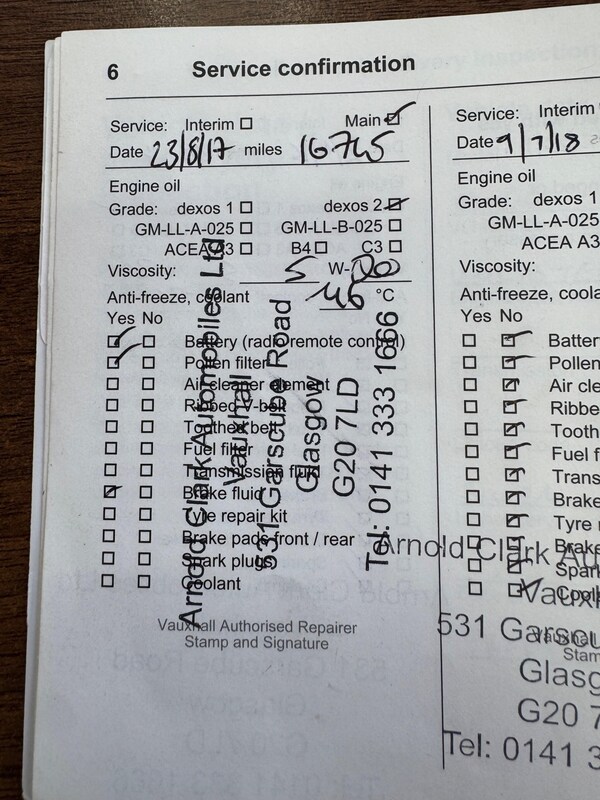 6 Service confirmation
Service: Interim Main
Date 23/8/17 miles
Engine oil
Grade: dexos 1 dexos 2
GM-LL-A-025 GM-LL-B-025
ACEA A3 B4 C3
Viscosity: 5 W-
Anti-freeze, coolant °C
Yes No
Battery (radio remote control)
Pollen filter
Air cleaner element
Ribbed V-belt
Toothed belt
Fuel filter
Transmission fluid
Brake fluid
Tyre repair kit
Brake pads front / rear
Spark plugs
Coolant
Vauxhall Authorised Repairer
Stamp and Signature
Arnold Clark Automobiles Ltd
Vauxhall
531 Garscube Road
Glasgow
G20 7LD
Tel: 0141 333 1666
Service: Interim
Date 9/7/18
Engine oil
Grade: dexos
GM-LL-A-025
ACEA A3
Viscosity:
Anti-freeze, coola
Yes No
Batter
Pollen
Air cle
Ribbe
Tooth
Fuel f
Trans
Brake
Tyre
Brake
Spar
Cool
Arnold Clark Au
Vauxh
531 Garscu
Stam
Glasg
G20 7
Tel: 0141 3